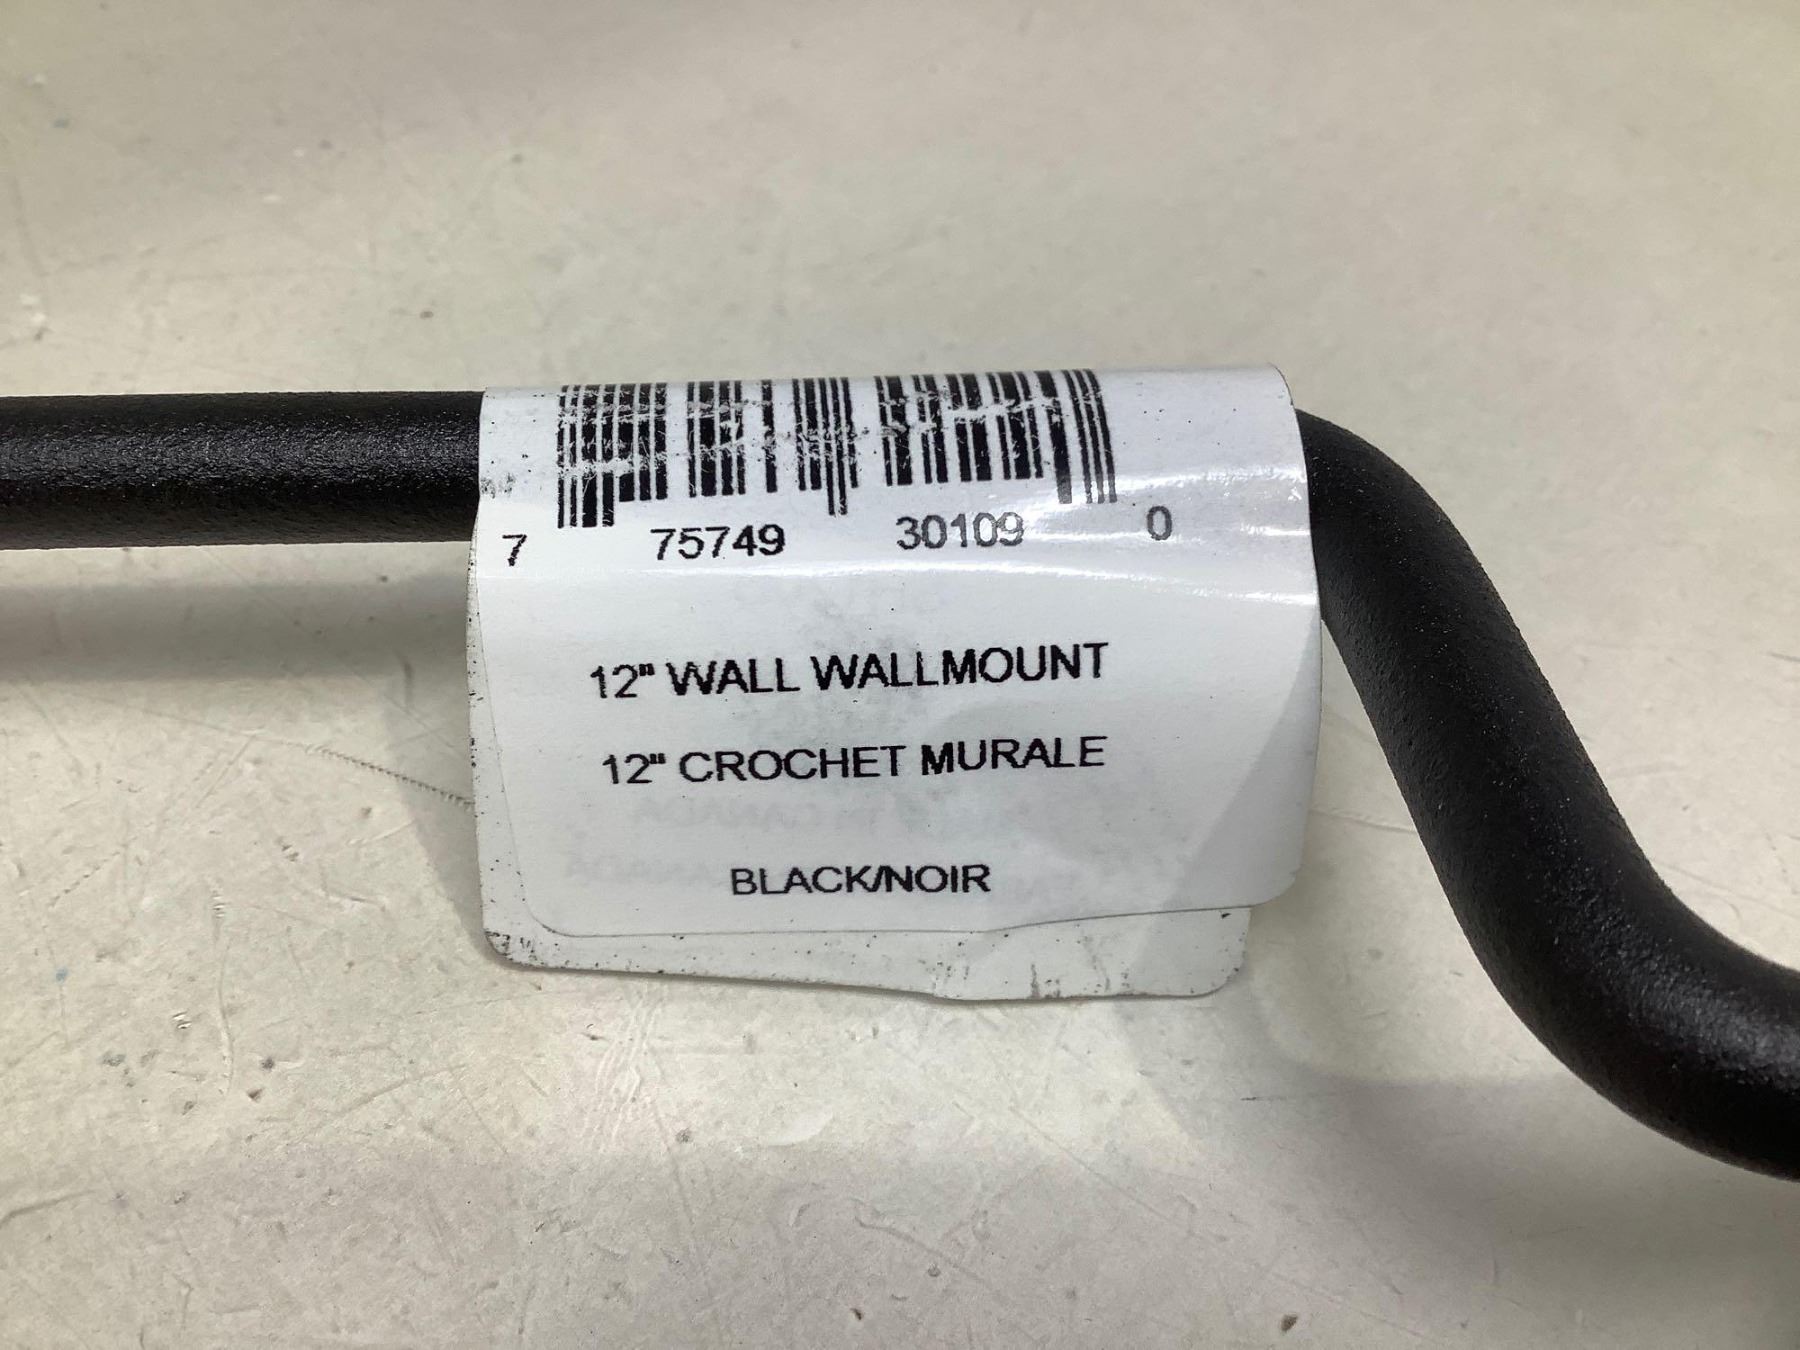 7 75749 30109 0
12" WALL WALLMOUNT
12" CROCHET MURALE
BLACK/NOIR